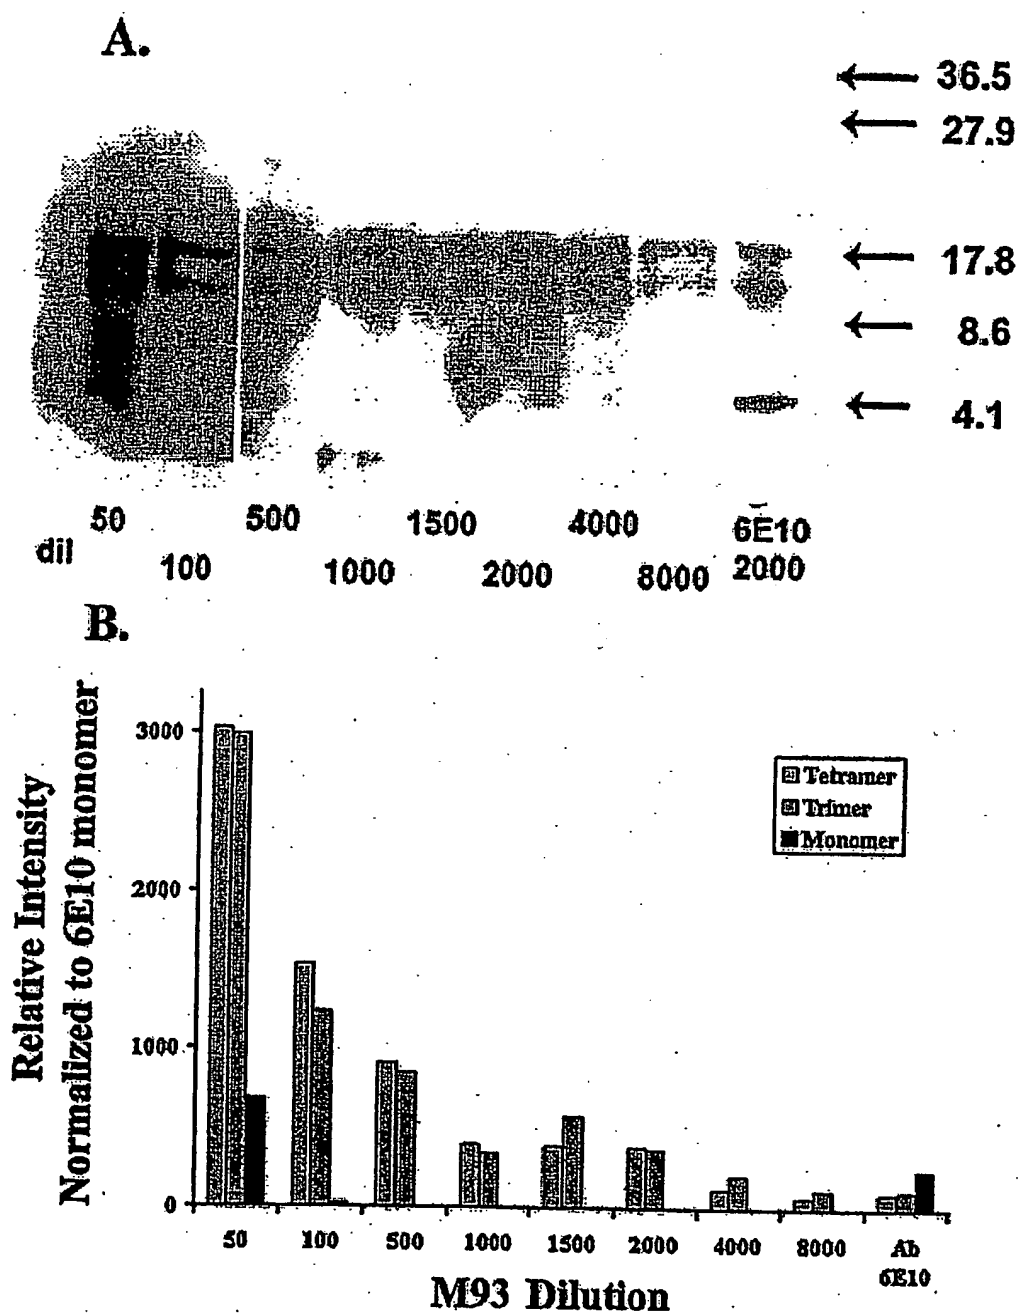 A.
36.5
27.9
17.8
8.6
4.1
50 500 1500 4000 6E10
dil 100 1000 2000 8000 2000
B.
Relative Intensity
Normalized to 6E10 monomer
3000
2000
1000
0
Tetramer
Trimer
Monomer
50 100 500 1000 1500 2000 4000 8000 Ab
6E10
M93 Dilution